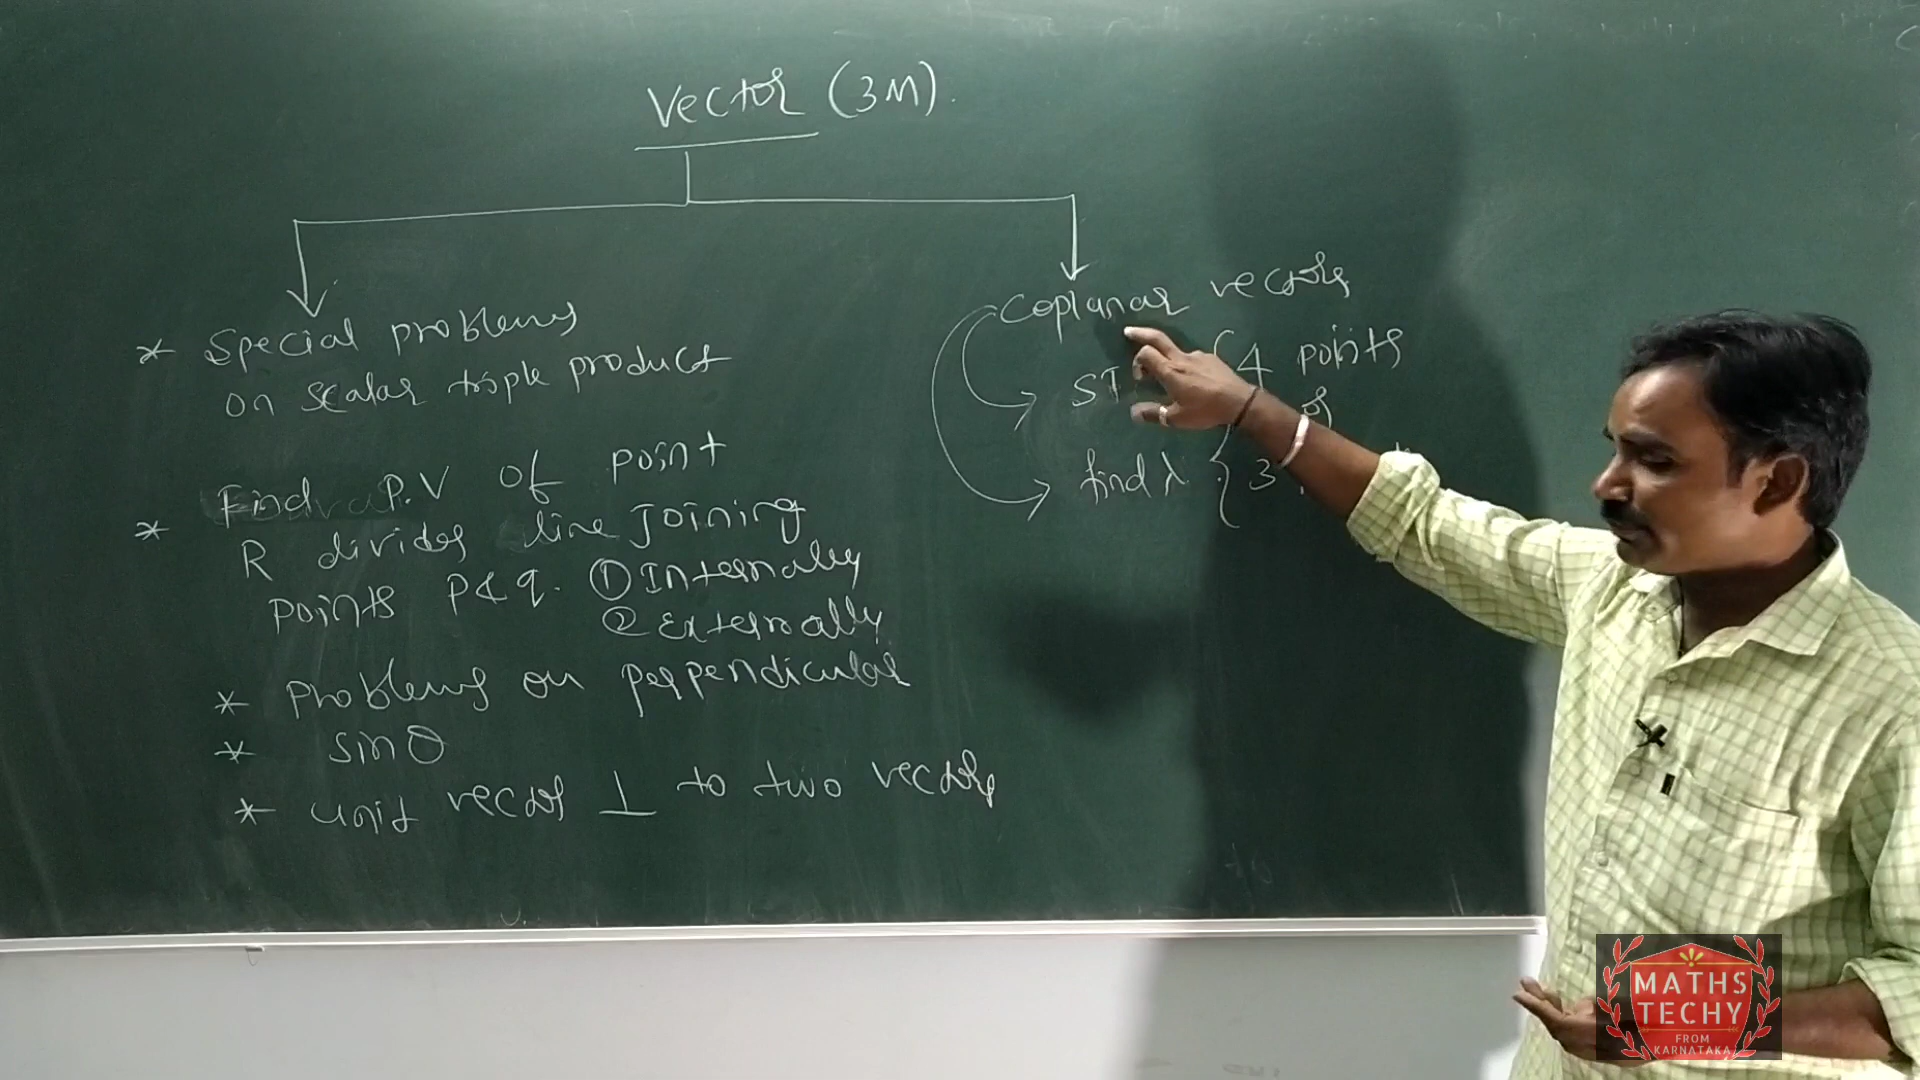 Vector (3M).
* Special problems
on scalar triple product
* Find P.V of point
R divides line joining
points P & q. ① Internally
② Externally
* Problems on perpendicular
* sinθ
* unit vector ⊥ to two vectors
Coplanar vectors
ST { 4 points
or
find λ { 3
MATHS
TECHY
FROM
KARNATAKA